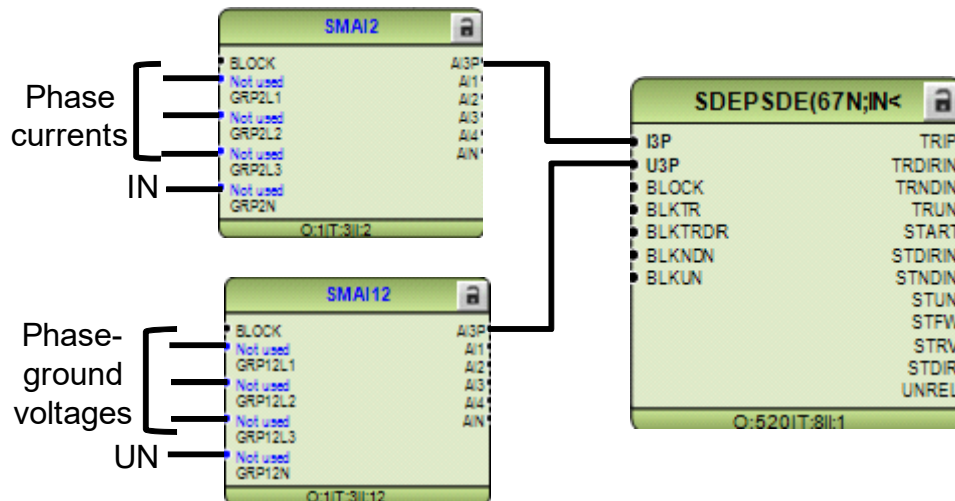 SMAI2
BLOCK
Not used
GRP2L1
Not used
GRP2L2
Not used
GRP2L3
Not used
GRP2N
AI3P
AI1
AI2
AI3
AI4
AIN
O:1|T:3|I:2
Phase
currents
IN
SMAI12
BLOCK
Not used
GRP12L1
Not used
GRP12L2
Not used
GRP12L3
Not used
GRP12N
AI3P
AI1
AI2
AI3
AI4
AIN
O:1|T:3|I:12
Phase-
ground
voltages
UN
SDEPSDE(67N;IN<
I3P
U3P
BLOCK
BLKTR
BLKTRDIR
BLKNDN
BLKUN
TRIP
TRDIRIN
TRNDIN
TRUN
START
STDIRIN
STNDIN
STUN
STFW
STRV
STDIR
UNREL
O:520|T:8|I:1